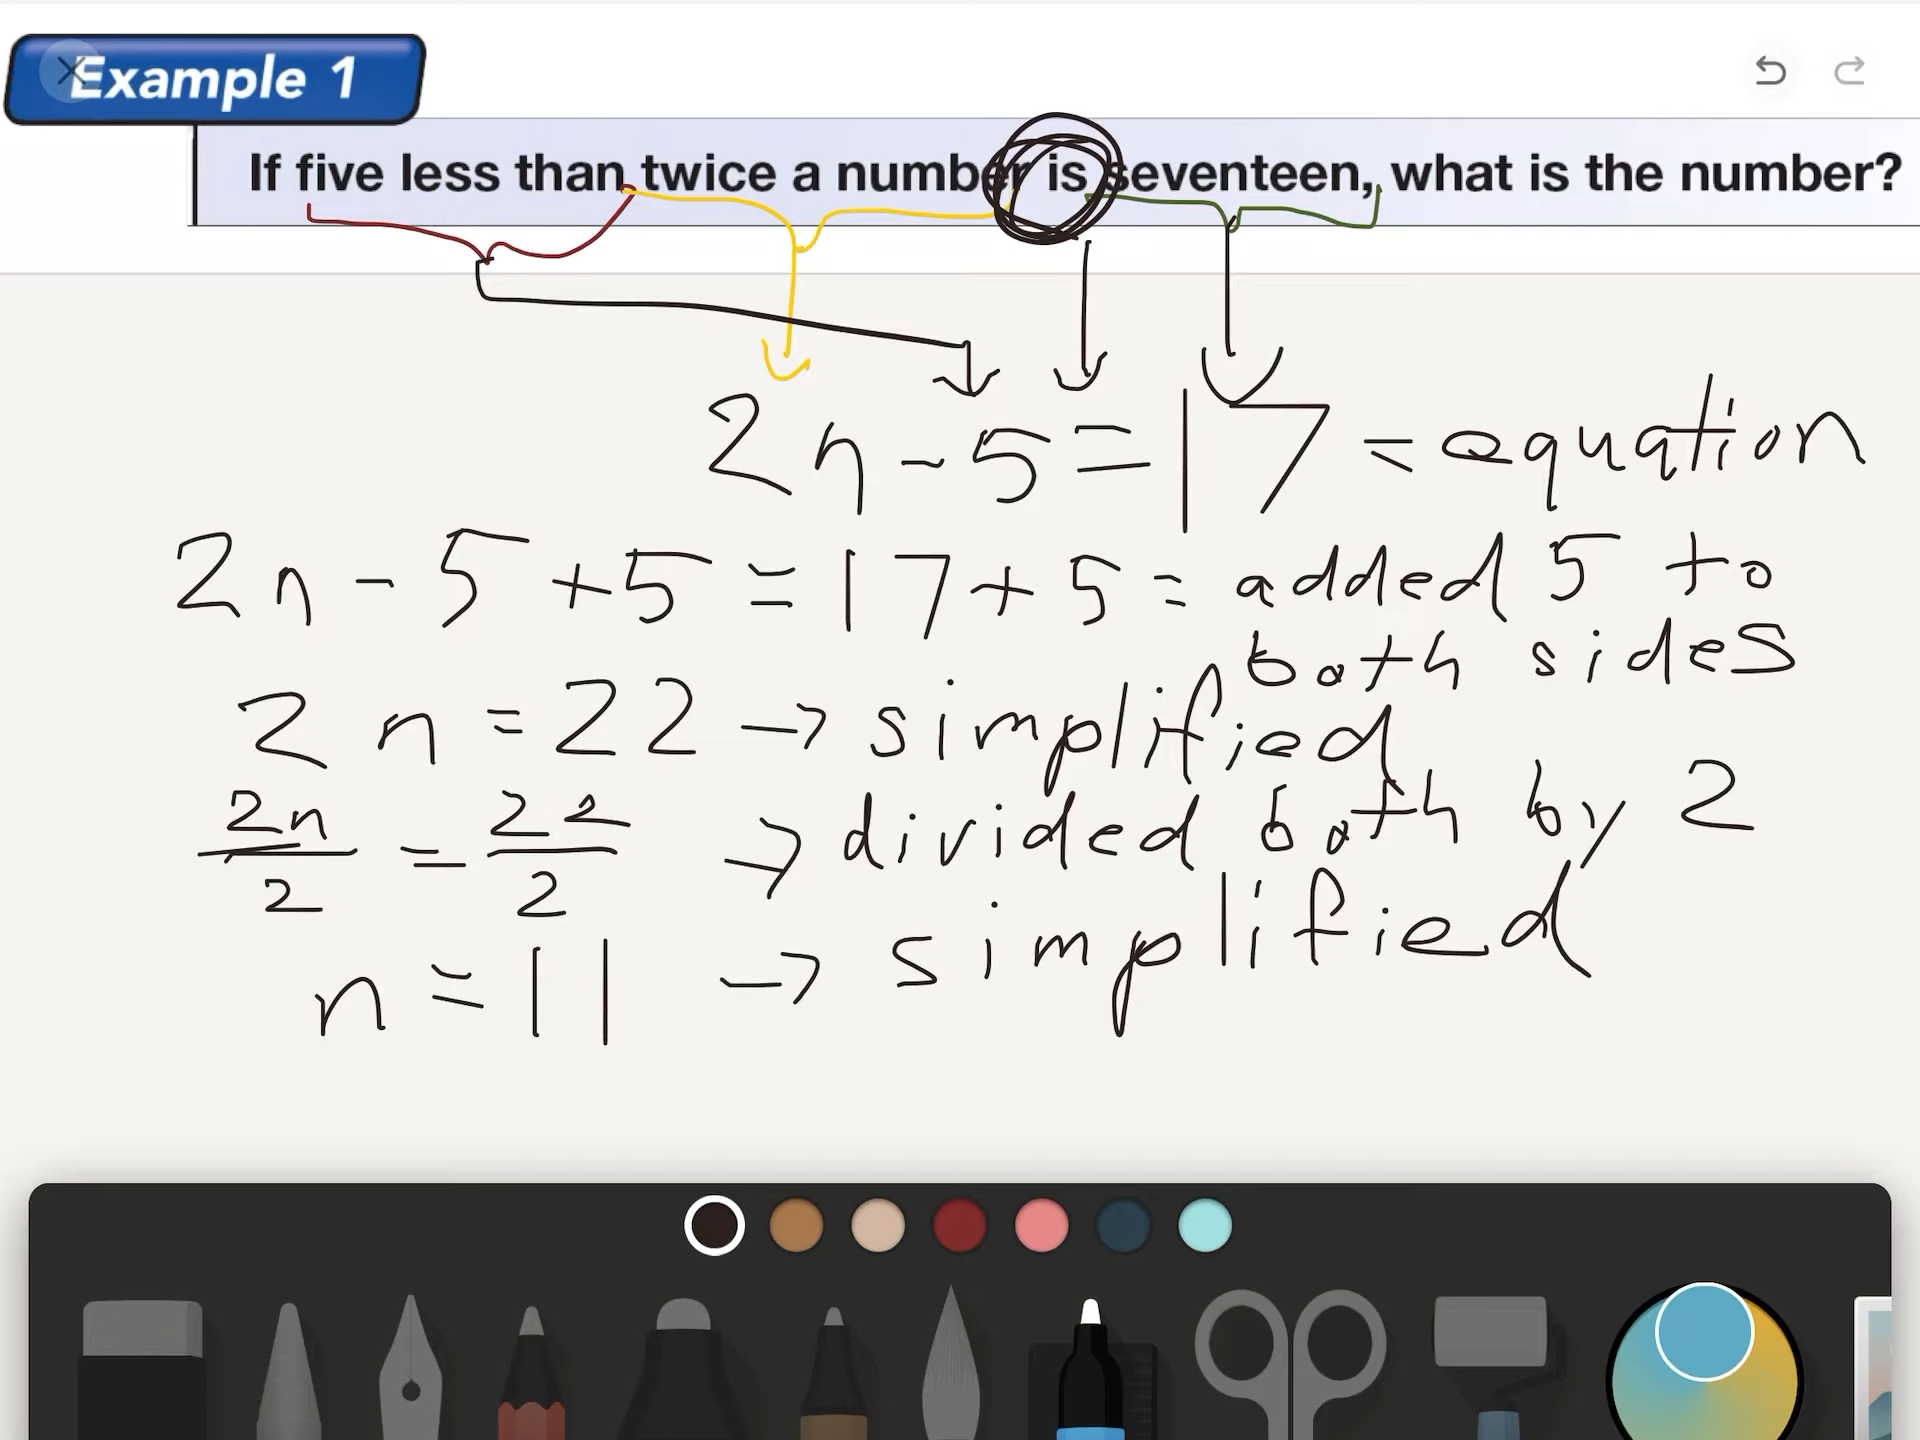 Example 1
If five less than twice a number is seventeen, what is the number?
2n - 5 = 17 = equation
2n - 5 + 5 = 17 + 5 = added 5 to
both sides
2n = 22 → simplified
2n/2 = 22/2 → divided both by 2
n = 11 → simplified